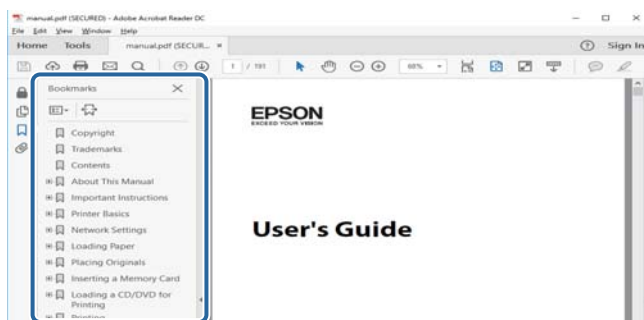 manual.pdf (SECURED) - Adobe Acrobat Reader DC
File Edit View Window Help
Home Tools manual.pdf (SECUR... × Sign In
1 / 191 68%
Bookmarks
Copyright
Trademarks
Contents
About This Manual
Important Instructions
Printer Basics
Network Settings
Loading Paper
Placing Originals
Inserting a Memory Card
Loading a CD/DVD for
Printing
Printing
EPSON
EXCEED YOUR VISION
User's Guide